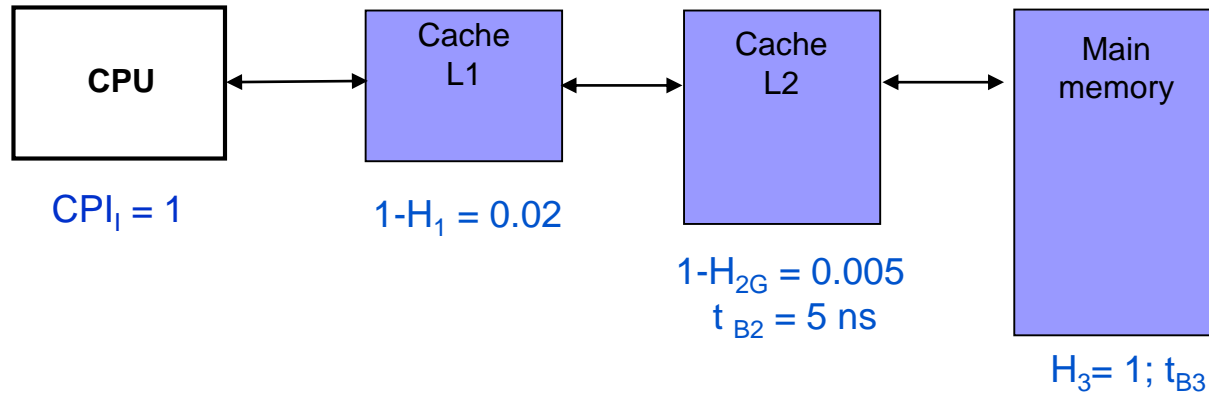 CPU
Cache
L1
Cache
L2
Main
memory
CPI_I = 1
1-H_1 = 0.02
1-H_2G = 0.005
t_B2 = 5 ns
H_3= 1; t_B3